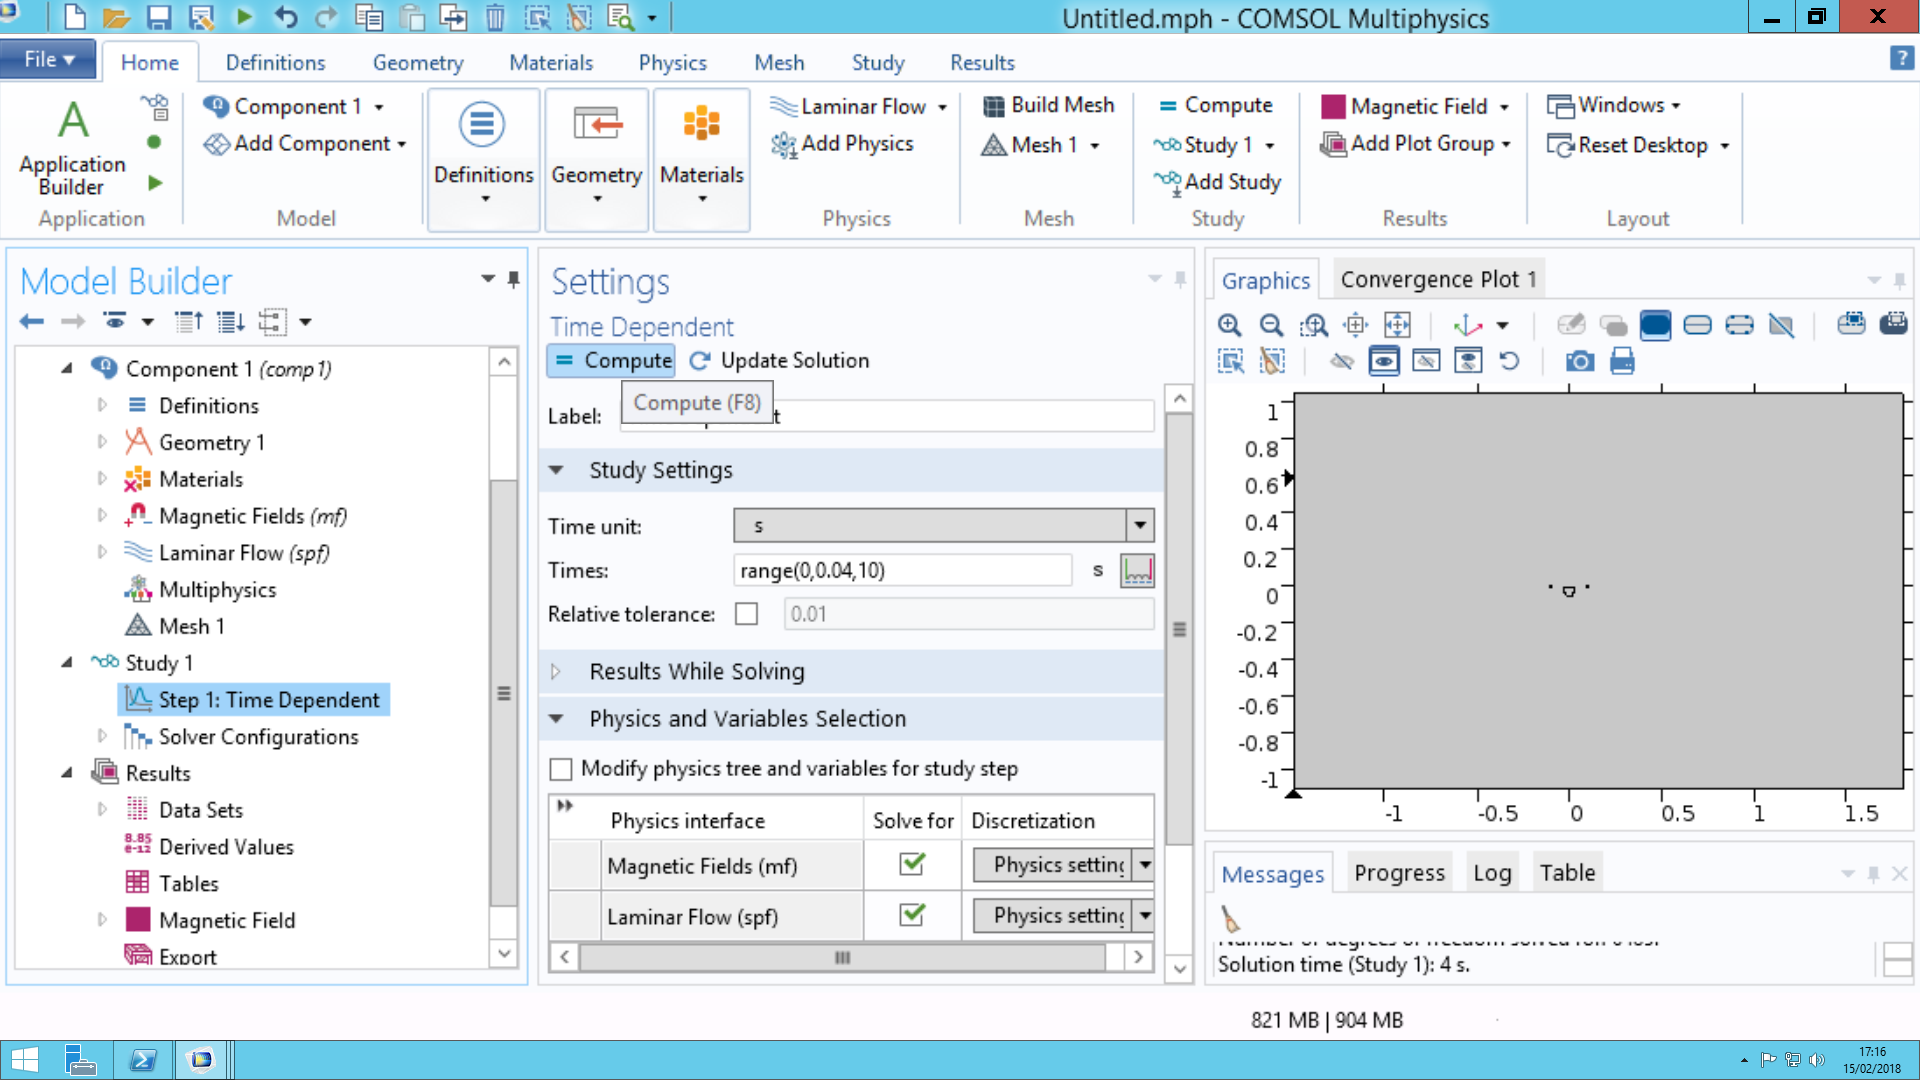 Untitled.mph - COMSOL Multiphysics
File
Home
Definitions
Geometry
Materials
Physics
Mesh
Study
Results
?
Application Builder
Application
Component 1
Add Component
Model
Definitions
Geometry
Materials
Laminar Flow
Add Physics
Physics
Build Mesh
Mesh 1
Mesh
Compute
Study 1
Add Study
Study
Magnetic Field
Add Plot Group
Results
Windows
Reset Desktop
Layout
Model Builder
Component 1 (comp1)
Definitions
Geometry 1
Materials
Magnetic Fields (mf)
Laminar Flow (spf)
Multiphysics
Mesh 1
Study 1
Step 1: Time Dependent
Solver Configurations
Results
Data Sets
8.85
e-12
Derived Values
Tables
Magnetic Field
Export
Settings
Time Dependent
Compute
Update Solution
Compute (F8)
Label:
Study Settings
Time unit:
s
Times:
range(0,0.04,10)
s
Relative tolerance:
0.01
Results While Solving
Physics and Variables Selection
Modify physics tree and variables for study step
Physics interface
Solve for
Discretization
Magnetic Fields (mf)
Physics setting
Laminar Flow (spf)
Physics setting
Graphics
Convergence Plot 1
1
0.8
0.6
0.4
0.2
0
-0.2
-0.4
-0.6
-0.8
-1
-1
-0.5
0
0.5
1
1.5
Messages
Progress
Log
Table
Solution time (Study 1): 4 s.
821 MB | 904 MB
17:16
15/02/2018